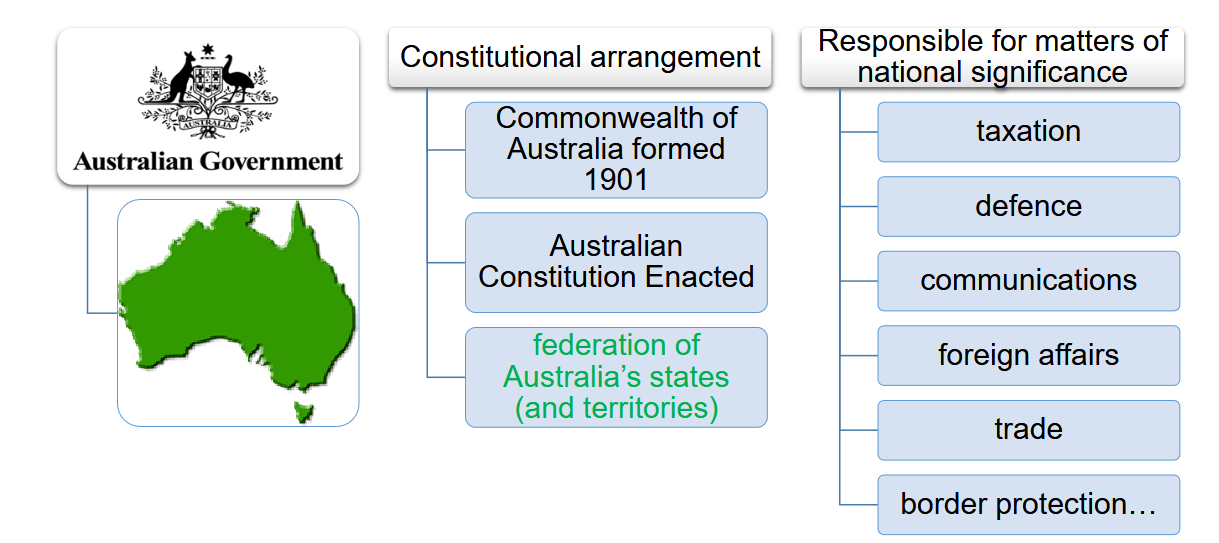 AUSTRALIA
Australian Government
Constitutional arrangement
Commonwealth of
Australia formed
1901
Australian
Constitution Enacted
federation of
Australia’s states
(and territories)
Responsible for matters of
national significance
taxation
defence
communications
foreign affairs
trade
border protection…